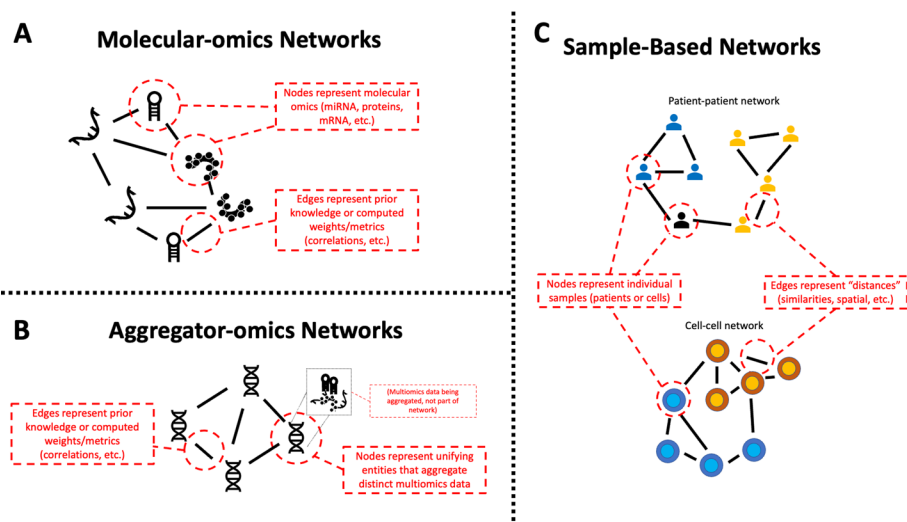 A
Molecular-omics Networks
Nodes represent molecular
omics (miRNA, proteins,
mRNA, etc.)
Edges represent prior
knowledge or computed
weights/metrics
(correlations, etc.)
B
Aggregator-omics Networks
(Multiomics data being
aggregated, not part of
network)
Edges represent prior
knowledge or computed
weights/metrics
(correlations, etc.)
Nodes represent unifying
entities that aggregate
distinct multiomics data
C
Sample-Based Networks
Patient-patient network
Nodes represent individual
samples (patients or cells)
Edges represent “distances”
(similarities, spatial, etc.)
Cell-cell network